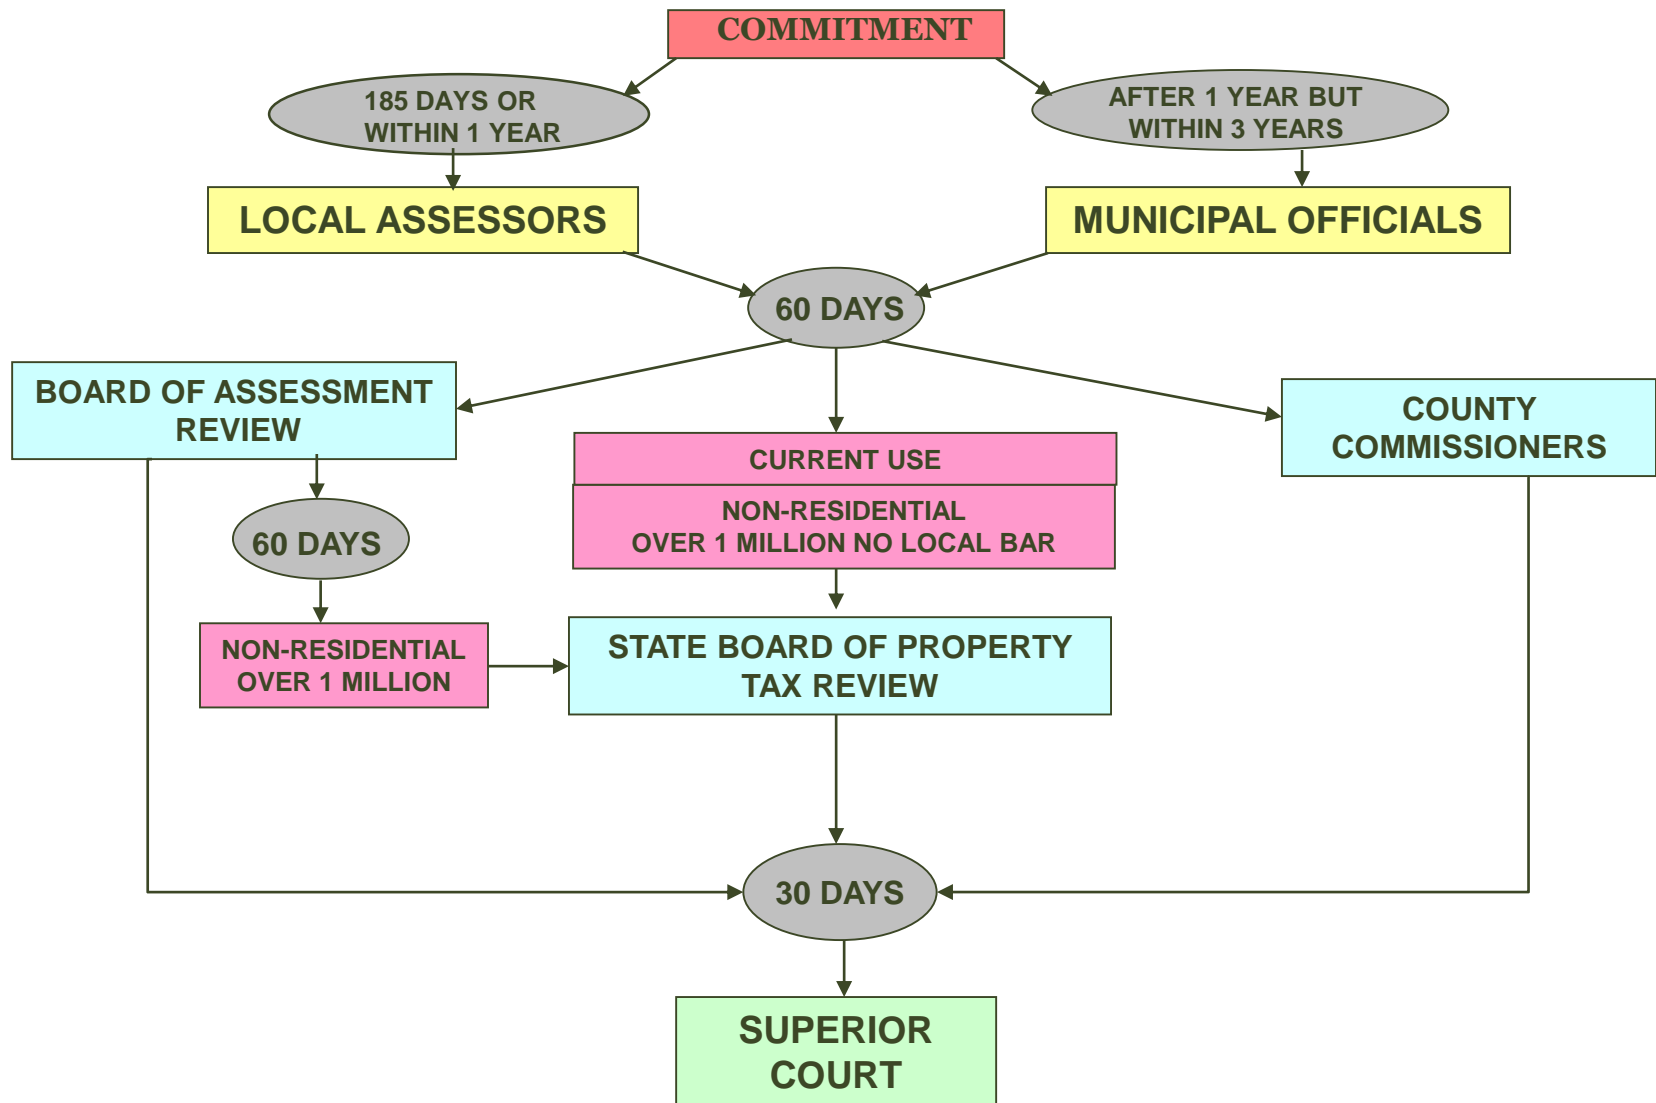 COMMITMENT
185 DAYS OR
WITHIN 1 YEAR
AFTER 1 YEAR BUT
WITHIN 3 YEARS
LOCAL ASSESSORS
MUNICIPAL OFFICIALS
60 DAYS
BOARD OF ASSESSMENT
REVIEW
CURRENT USE
NON-RESIDENTIAL
OVER 1 MILLION NO LOCAL BAR
COUNTY
COMMISSIONERS
60 DAYS
NON-RESIDENTIAL
OVER 1 MILLION
STATE BOARD OF PROPERTY
TAX REVIEW
30 DAYS
SUPERIOR
COURT